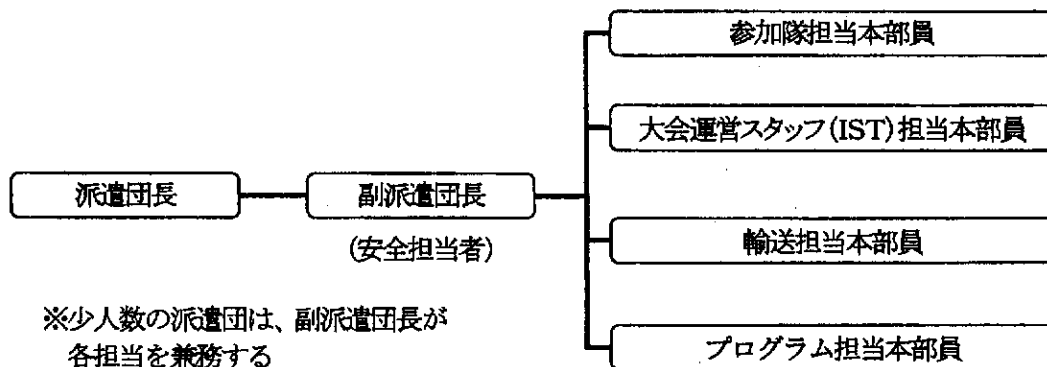 参加隊担当本部員
大会運営スタッフ(IST)担当本部員
派遣団長
副派遣団長
(安全担当者)
輸送担当本部員
プログラム担当本部員
※少人数の派遣団は、副派遣団長が
各担当を兼務する